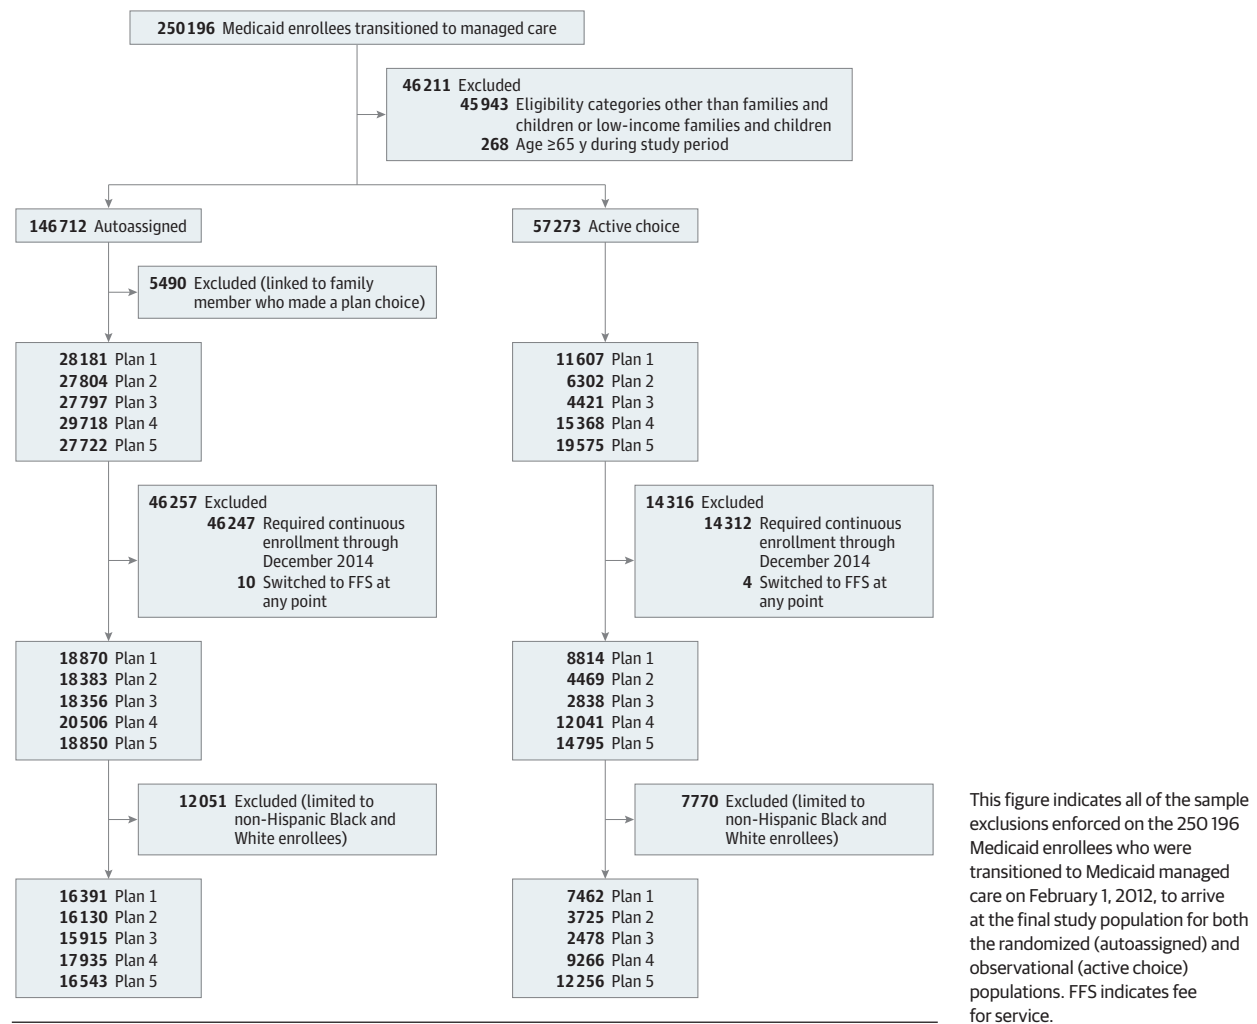 250 196 Medicaid enrollees transitioned to managed care
46 211 Excluded
45 943 Eligibility categories other than families and
children or low-income families and children
268 Age ≥65 y during study period
146 712 Autoassigned
57 273 Active choice
5490 Excluded (linked to family
member who made a plan choice)
28 181 Plan 1
27 804 Plan 2
27 797 Plan 3
29 718 Plan 4
27 722 Plan 5
11 607 Plan 1
6302 Plan 2
4421 Plan 3
15 368 Plan 4
19 575 Plan 5
46 257 Excluded
46 247 Required continuous
enrollment through
December 2014
10 Switched to FFS at
any point
14 316 Excluded
14 312 Required continuous
enrollment through
December 2014
4 Switched to FFS at
any point
18 870 Plan 1
18 383 Plan 2
18 356 Plan 3
20 506 Plan 4
18 850 Plan 5
8814 Plan 1
4469 Plan 2
2838 Plan 3
12 041 Plan 4
14 795 Plan 5
12 051 Excluded (limited to
non-Hispanic Black and
White enrollees)
7770 Excluded (limited to
non-Hispanic Black and
White enrollees)
16 391 Plan 1
16 130 Plan 2
15 915 Plan 3
17 935 Plan 4
16 543 Plan 5
7462 Plan 1
3725 Plan 2
2478 Plan 3
9266 Plan 4
12 256 Plan 5
This figure indicates all of the sample
exclusions enforced on the 250 196
Medicaid enrollees who were
transitioned to Medicaid managed
care on February 1, 2012, to arrive
at the final study population for both
the randomized (autoassigned) and
observational (active choice)
populations. FFS indicates fee
for service.